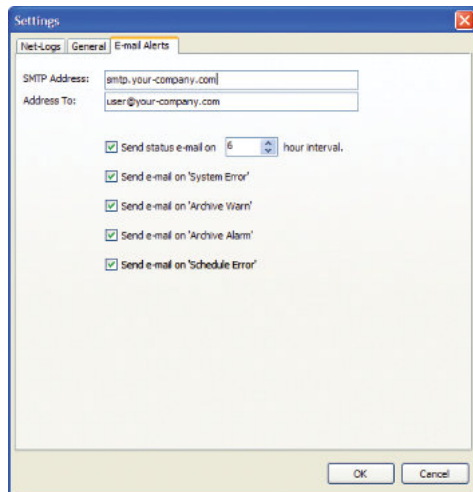 Settings
Net-Logs General E-mail Alerts
SMTP Address: smtp.your-company.com
Address To: user@your-company.com
Send status e-mail on 6 hour interval.
Send e-mail on 'System Error'
Send e-mail on 'Archive Warn'
Send e-mail on 'Archive Alarm'
Send e-mail on 'Schedule Error'
OK Cancel